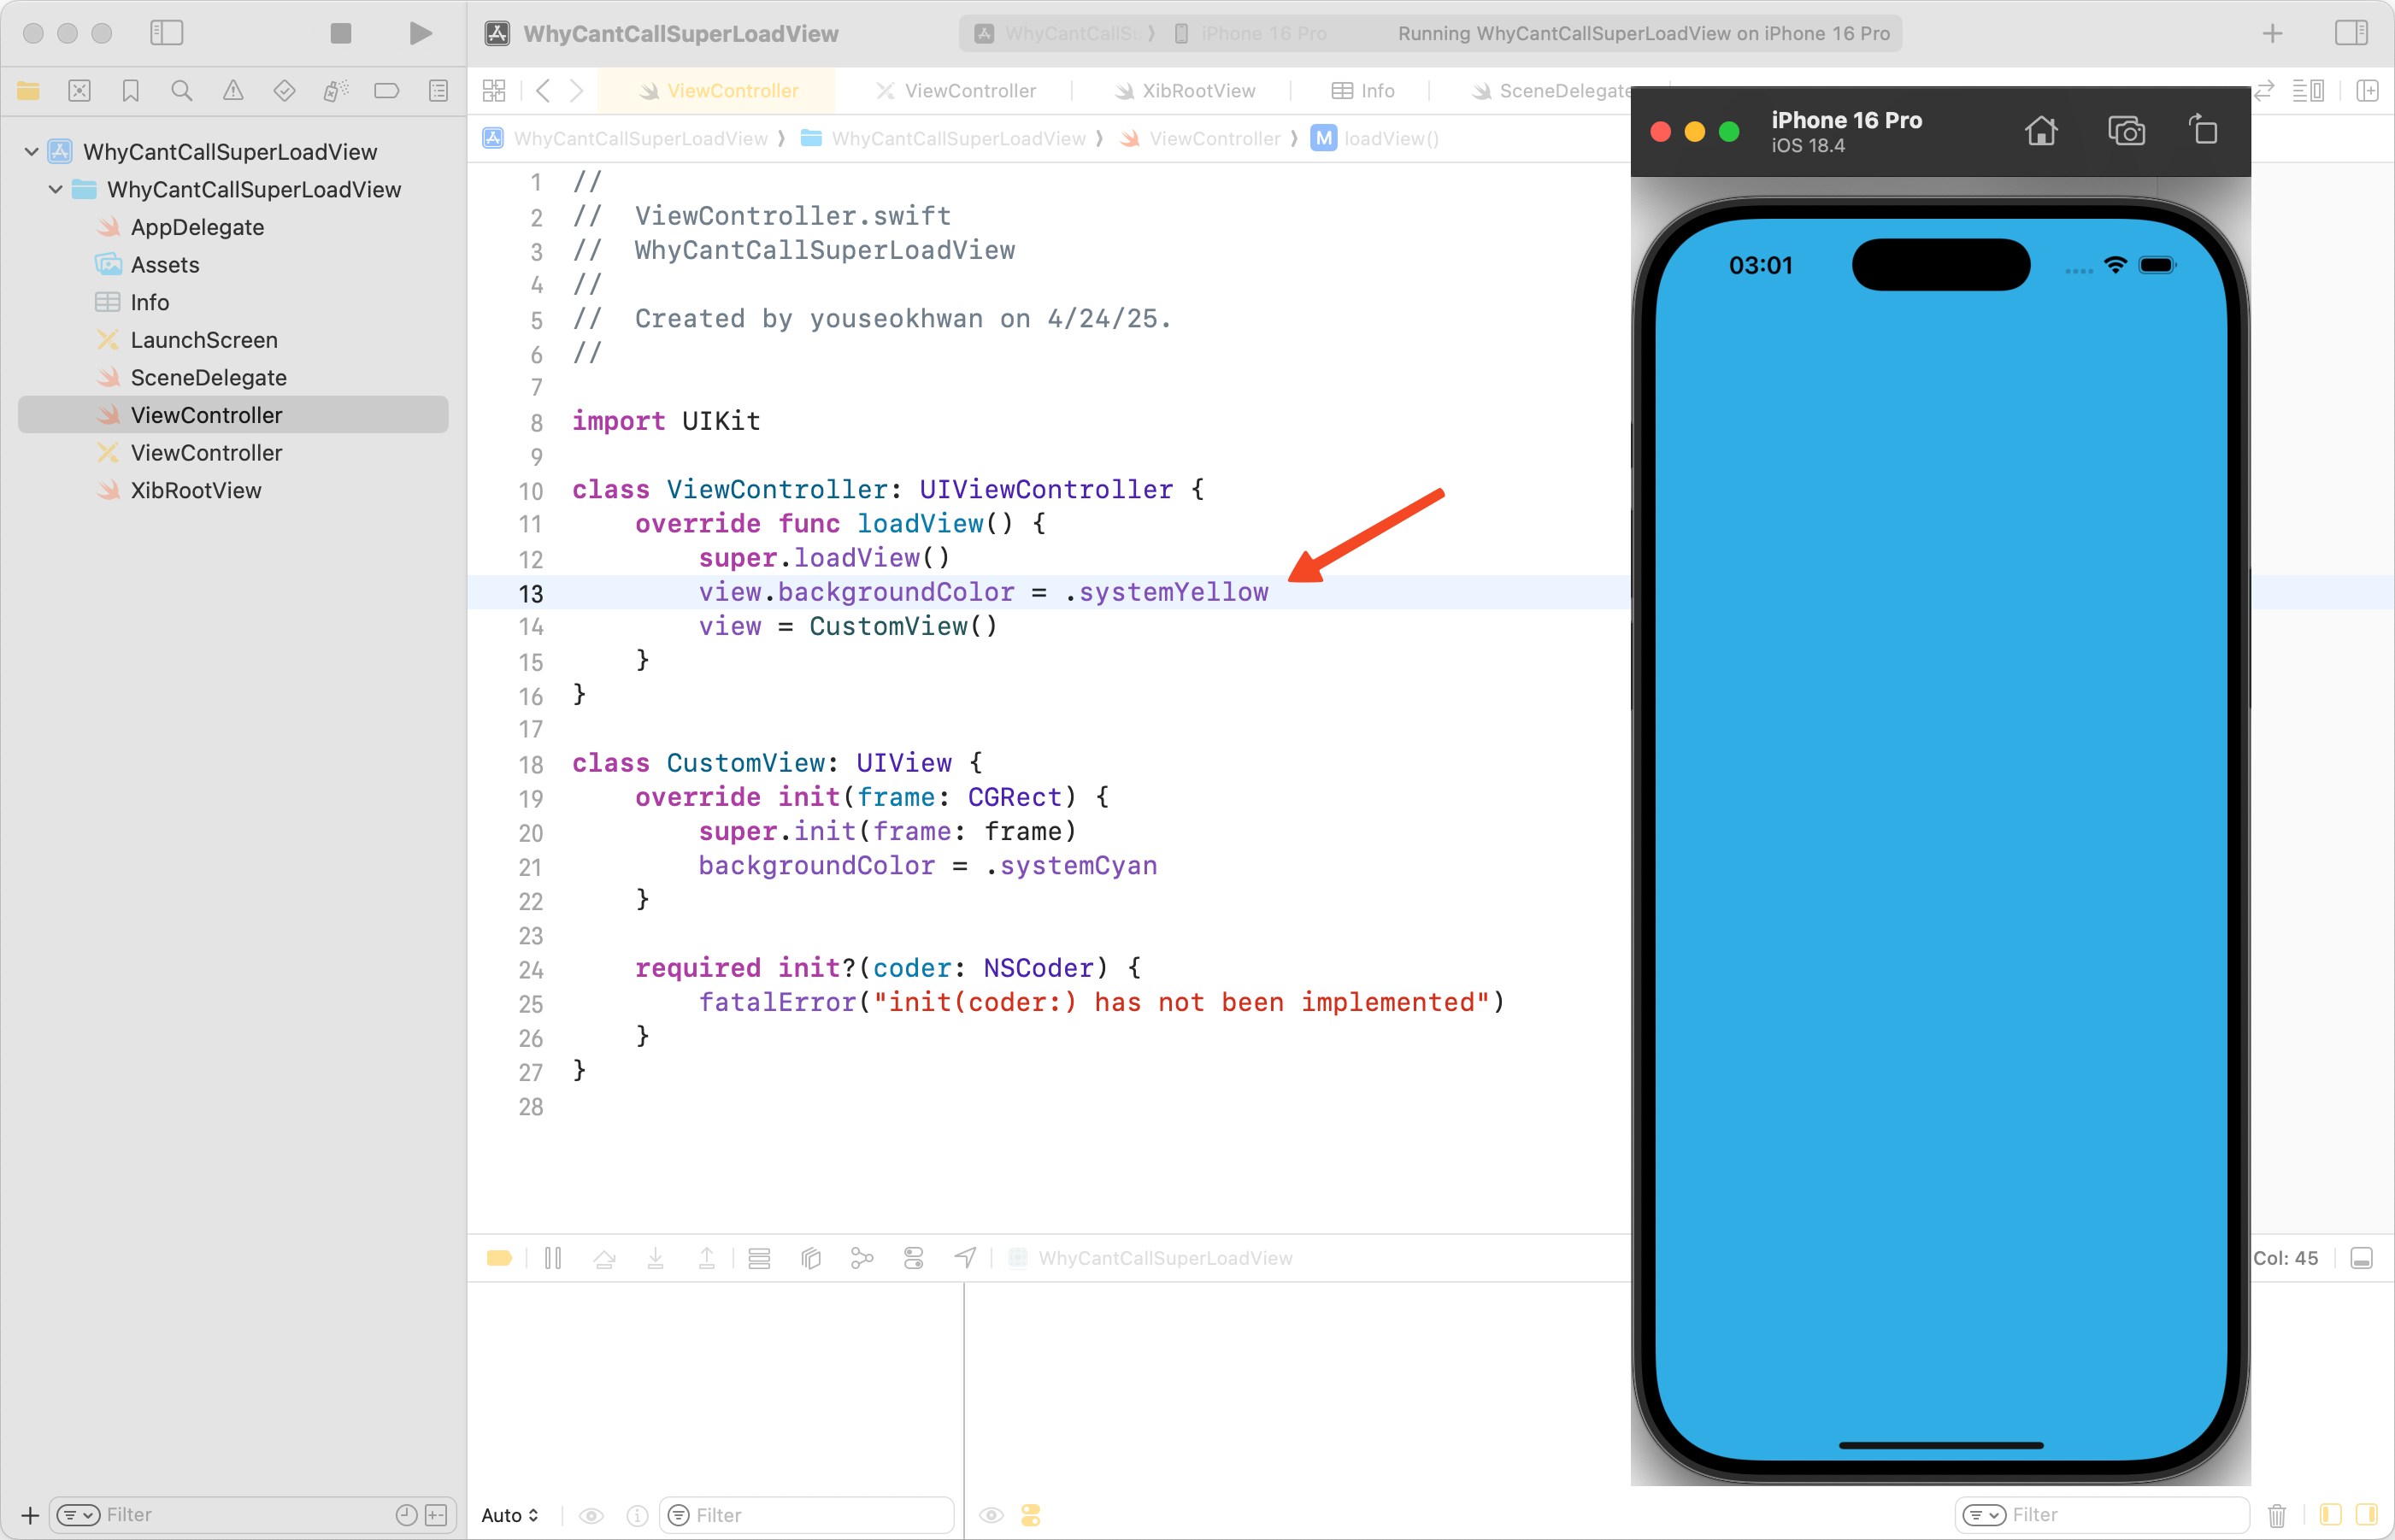 WhyCantCallSuperLoadView
WhyCantCallSu
iPhone 16 Pro
Running WhyCantCallSuperLoadView on iPhone 16 Pro
ViewController
ViewController
XibRootView
Info
SceneDelegate
WhyCantCallSuperLoadView
WhyCantCallSuperLoadView
ViewController
M loadView()
WhyCantCallSuperLoadView
WhyCantCallSuperLoadView
AppDelegate
Assets
Info
LaunchScreen
SceneDelegate
ViewController
ViewController
XibRootView
1 //
2 //  ViewController.swift
3 //  WhyCantCallSuperLoadView
4 //
5 //  Created by youseokhwan on 4/24/25.
6 //
7
8 import UIKit
9
10 class ViewController: UIViewController {
11     override func loadView() {
12         super.loadView()
13         view.backgroundColor = .systemYellow
14         view = CustomView()
15     }
16 }
17
18 class CustomView: UIView {
19     override init(frame: CGRect) {
20         super.init(frame: frame)
21         backgroundColor = .systemCyan
22     }
23
24     required init?(coder: NSCoder) {
25         fatalError("init(coder:) has not been implemented")
26     }
27 }
28
iPhone 16 Pro
iOS 18.4
03:01
WhyCantCallSuperLoadView
Col: 45
Filter
Auto
Filter
Filter